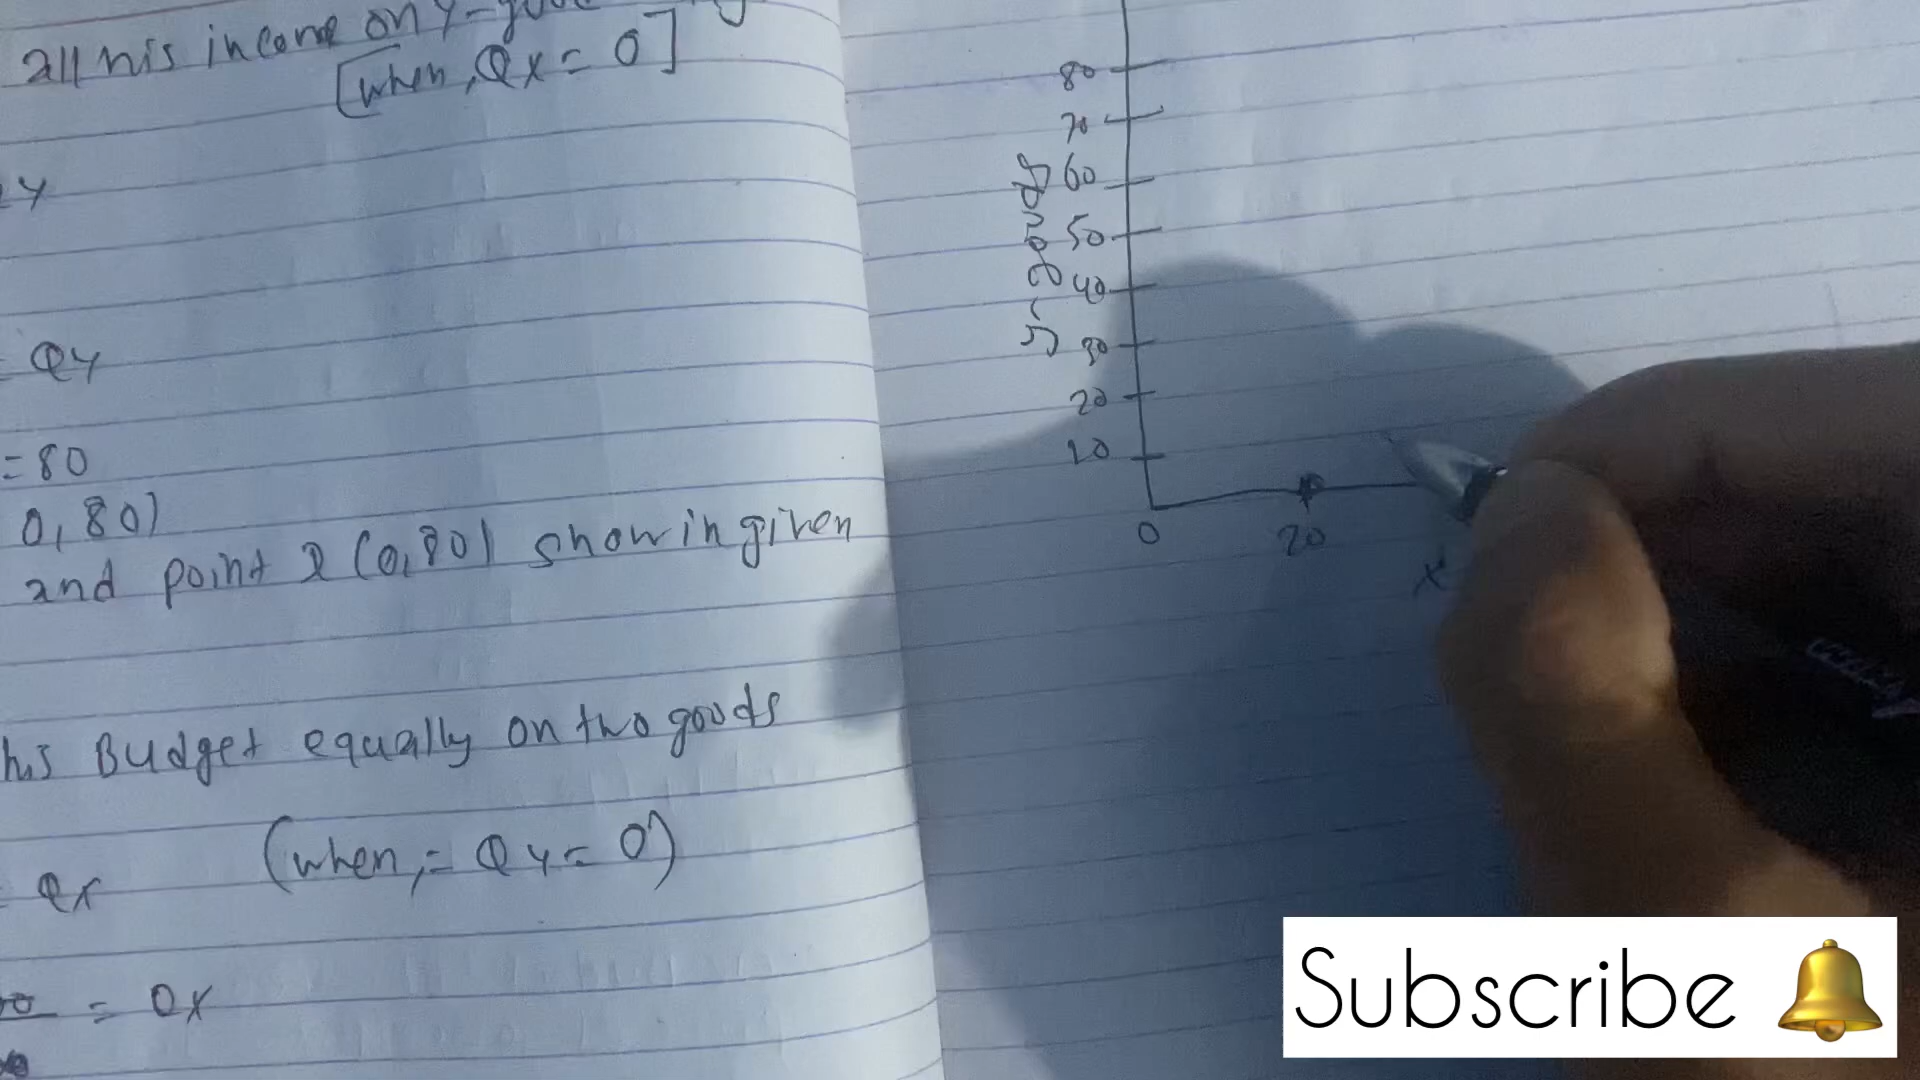 all his income on Y-
[when, Qx = 0]
Y
= QY
= 80
0, 80)
and point 2 (0, 80) show in given
his Budget equally on two goods
(when, = QY = 0)
= Qx
= Qx
80
70
60
50
40
30
20
10
0
20
X
Subscribe